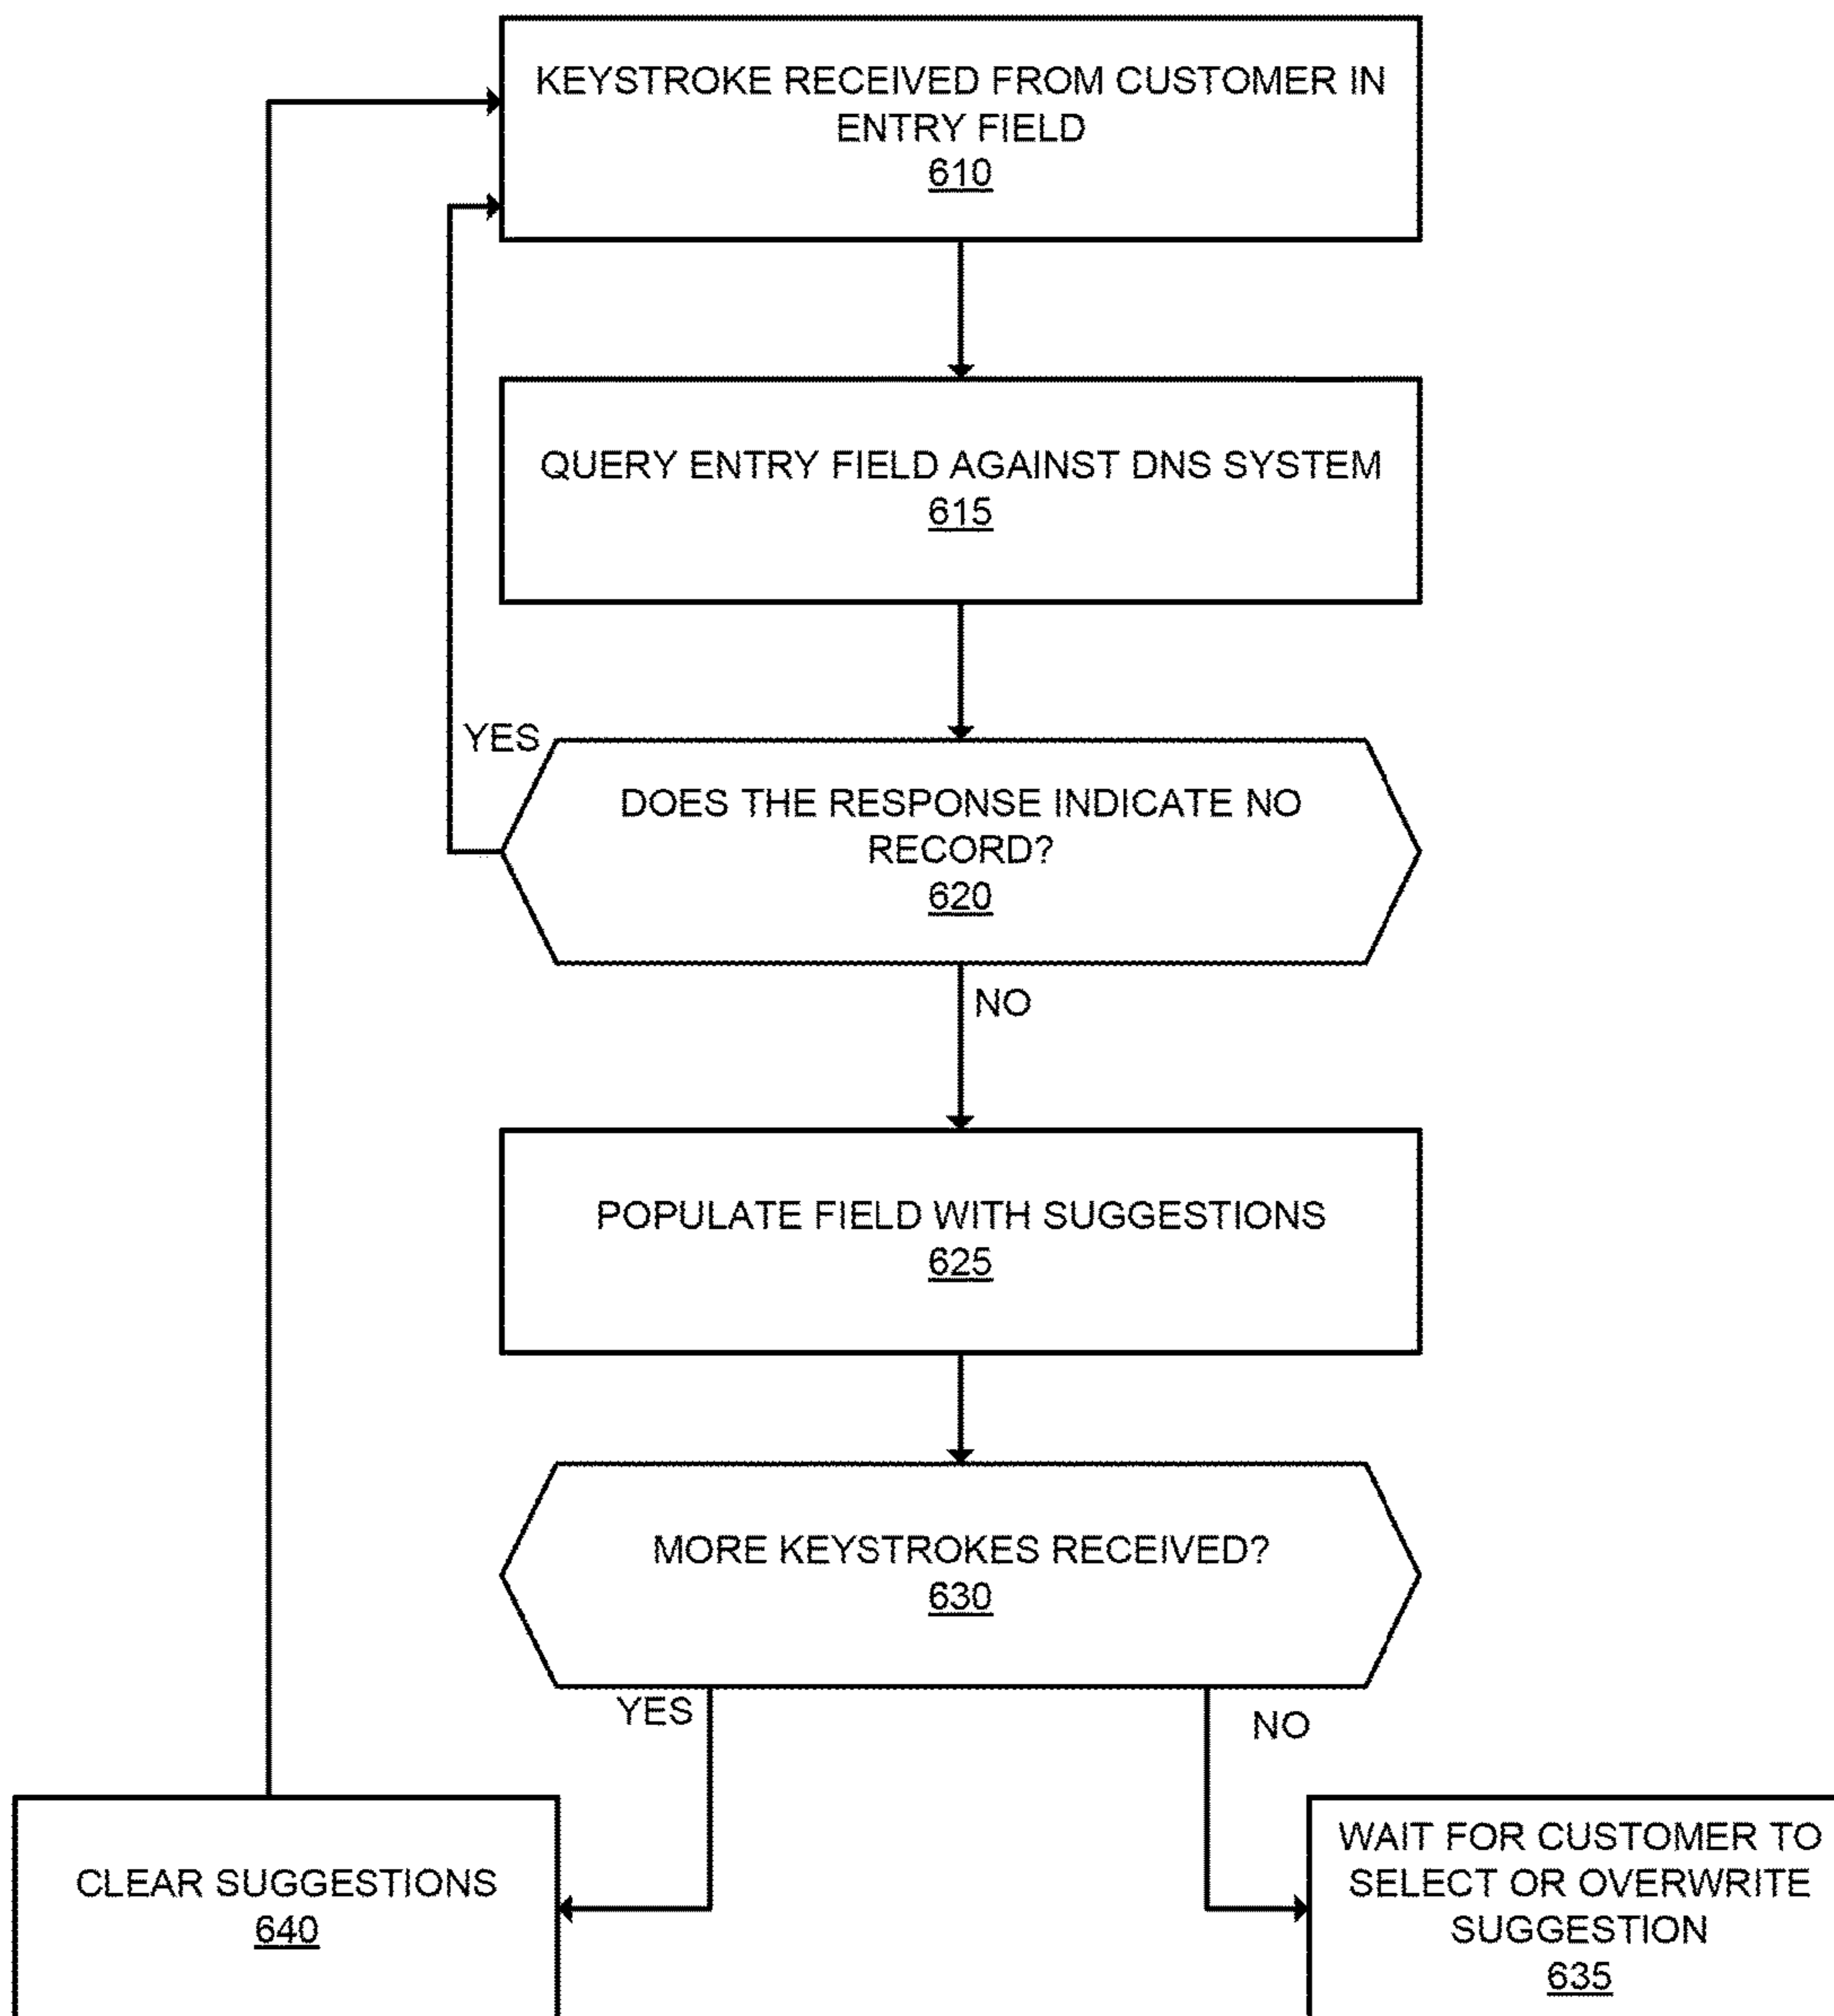 KEYSTROKE RECEIVED FROM CUSTOMER IN
ENTRY FIELD
610
QUERY ENTRY FIELD AGAINST DNS SYSTEM
615
YES
DOES THE RESPONSE INDICATE NO
RECORD?
620
NO
POPULATE FIELD WITH SUGGESTIONS
625
MORE KEYSTROKES RECEIVED?
630
YES
NO
CLEAR SUGGESTIONS
640
WAIT FOR CUSTOMER TO
SELECT OR OVERWRITE
SUGGESTION
635